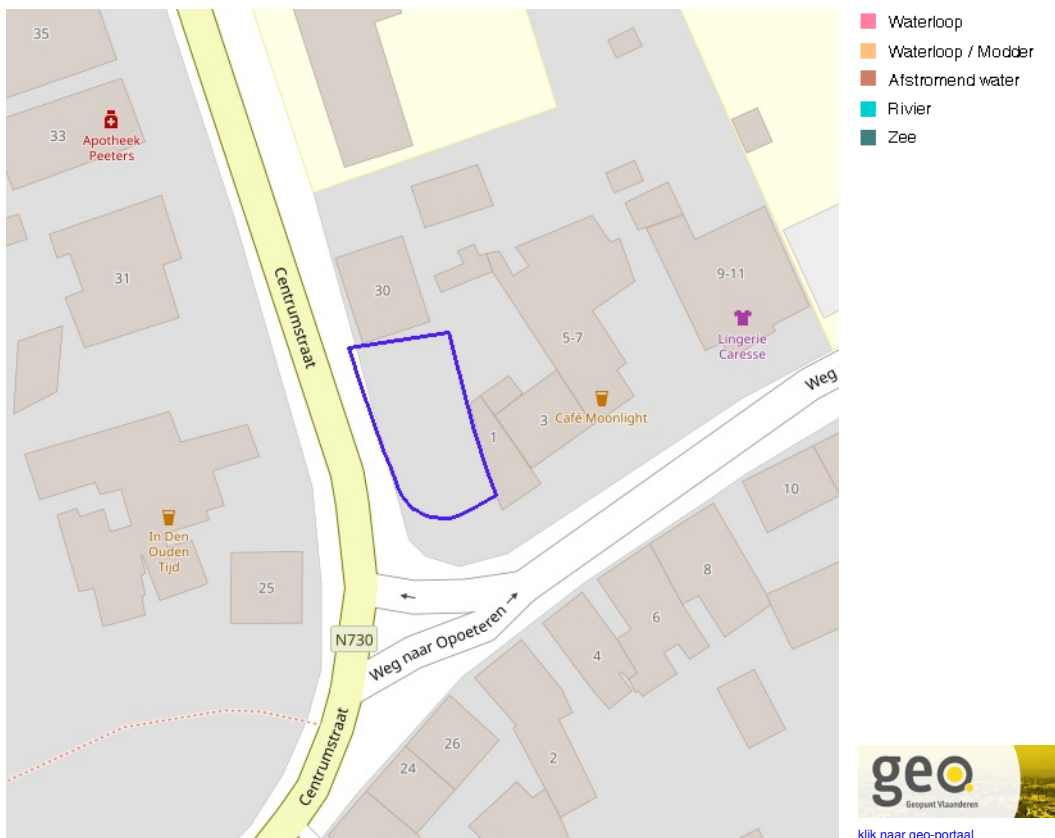 35
33
Apotheek
Peeters
31
Centrumstraat
30
9-11
Lingerie
Caresse
5-7
Café Moonlight
3
1
Weg
10
In Den
Ouden
Tijd
25
8
6
4
N730
Weg naar Opoeteren
26
24
2
Centrumstraat
Waterloop
Waterloop / Modder
Afstromend water
Rivier
Zee
geo
Geopunt Vlaanderen
klik naar geo-portaal